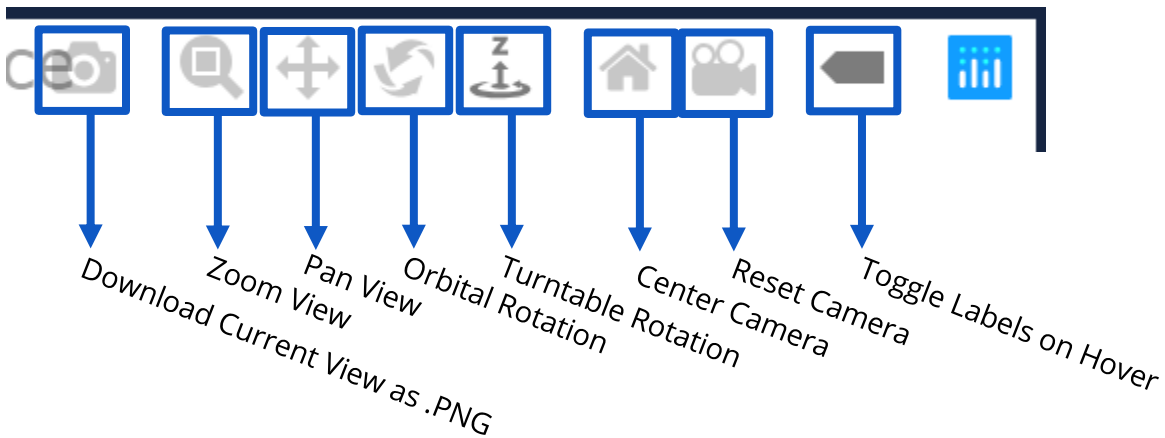 ce
Z
Download Current View as .PNG
Zoom View
Pan View
Orbital Rotation
Turntable Rotation
Center Camera
Reset Camera
Toggle Labels on Hover